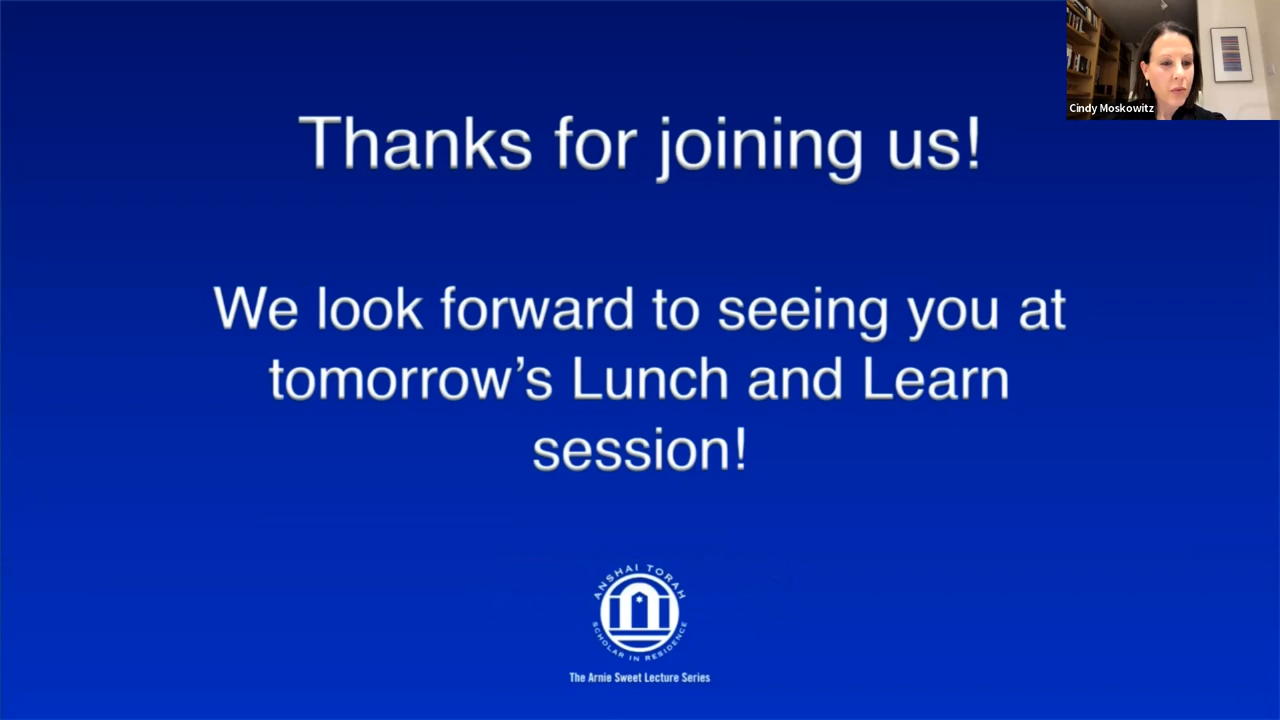 Cindy Moskowitz
Thanks for joining us!
We look forward to seeing you at
tomorrow’s Lunch and Learn
session!
ANSHAI TORAH
SCHOLAR IN RESIDENCE
The Arnie Sweet Lecture Series